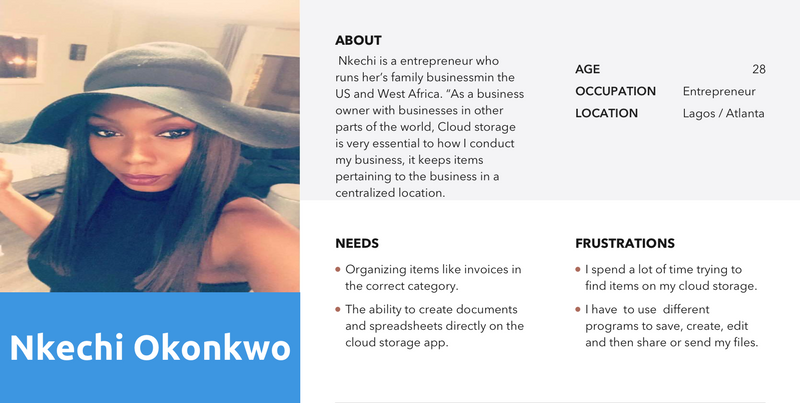 ABOUT
Nkechi is a entrepreneur who
runs her’s family businessmin the
US and West Africa. “As a business
owner with businesses in other
parts of the world, Cloud storage
is very essential to how I conduct
my business, it keeps items
pertaining to the business in a
centralized location.
AGE 28
OCCUPATION Entrepreneur
LOCATION Lagos / Atlanta
NEEDS
• Organizing items like invoices in
the correct category.
• The ability to create documents
and spreadsheets directly on the
cloud storage app.
FRUSTRATIONS
• I spend a lot of time trying to
find items on my cloud storage.
• I have to use different
programs to save, create, edit
and then share or send my files.
Nkechi Okonkwo